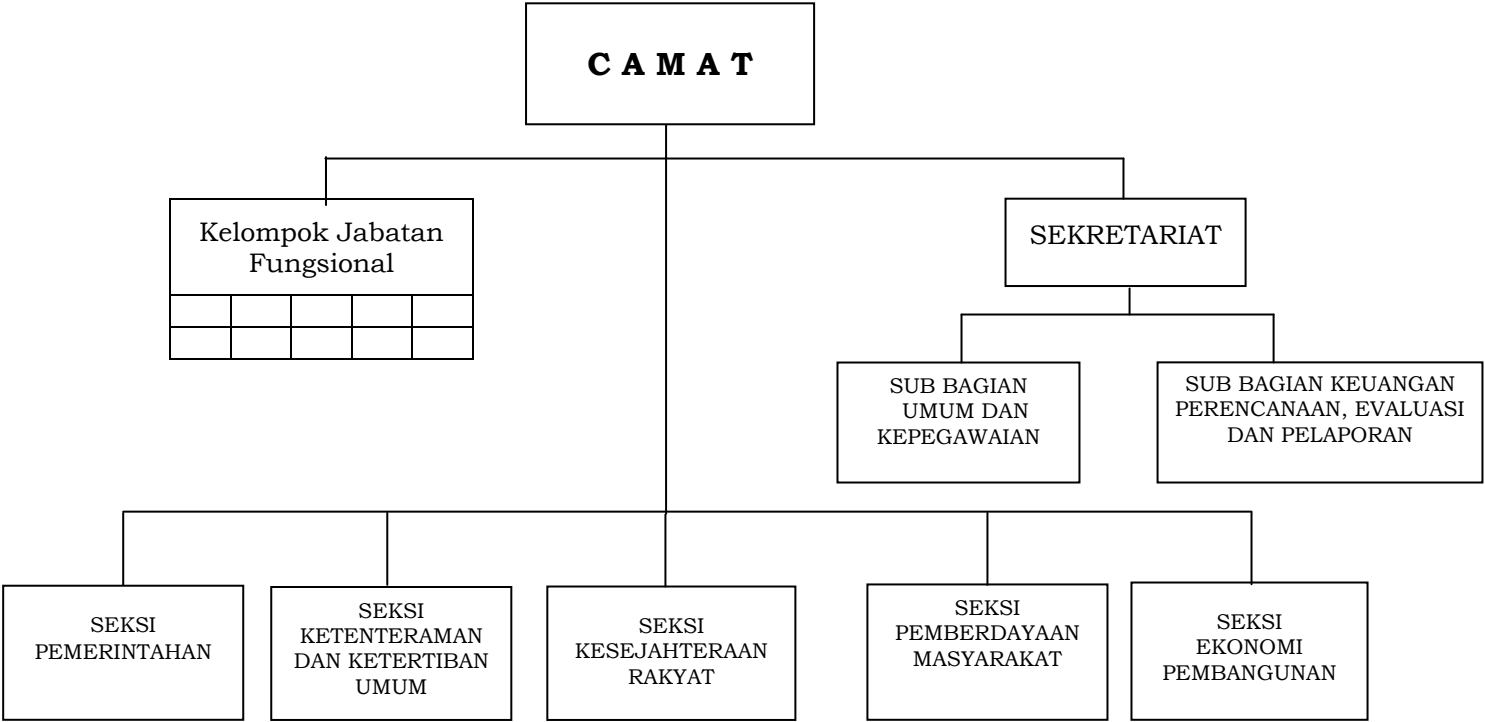 C A M A T
Kelompok Jabatan
Fungsional
SEKRETARIAT
SUB BAGIAN
UMUM DAN
KEPEGAWAIAN
SUB BAGIAN KEUANGAN
PERENCANAAN, EVALUASI
DAN PELAPORAN
SEKSI
PEMERINTAHAN
SEKSI
KETENTERAMAN
DAN KETERTIBAN
UMUM
SEKSI
KESEJAHTERAAN
RAKYAT
SEKSI
PEMBERDAYAAN
MASYARAKAT
SEKSI
EKONOMI
PEMBANGUNAN